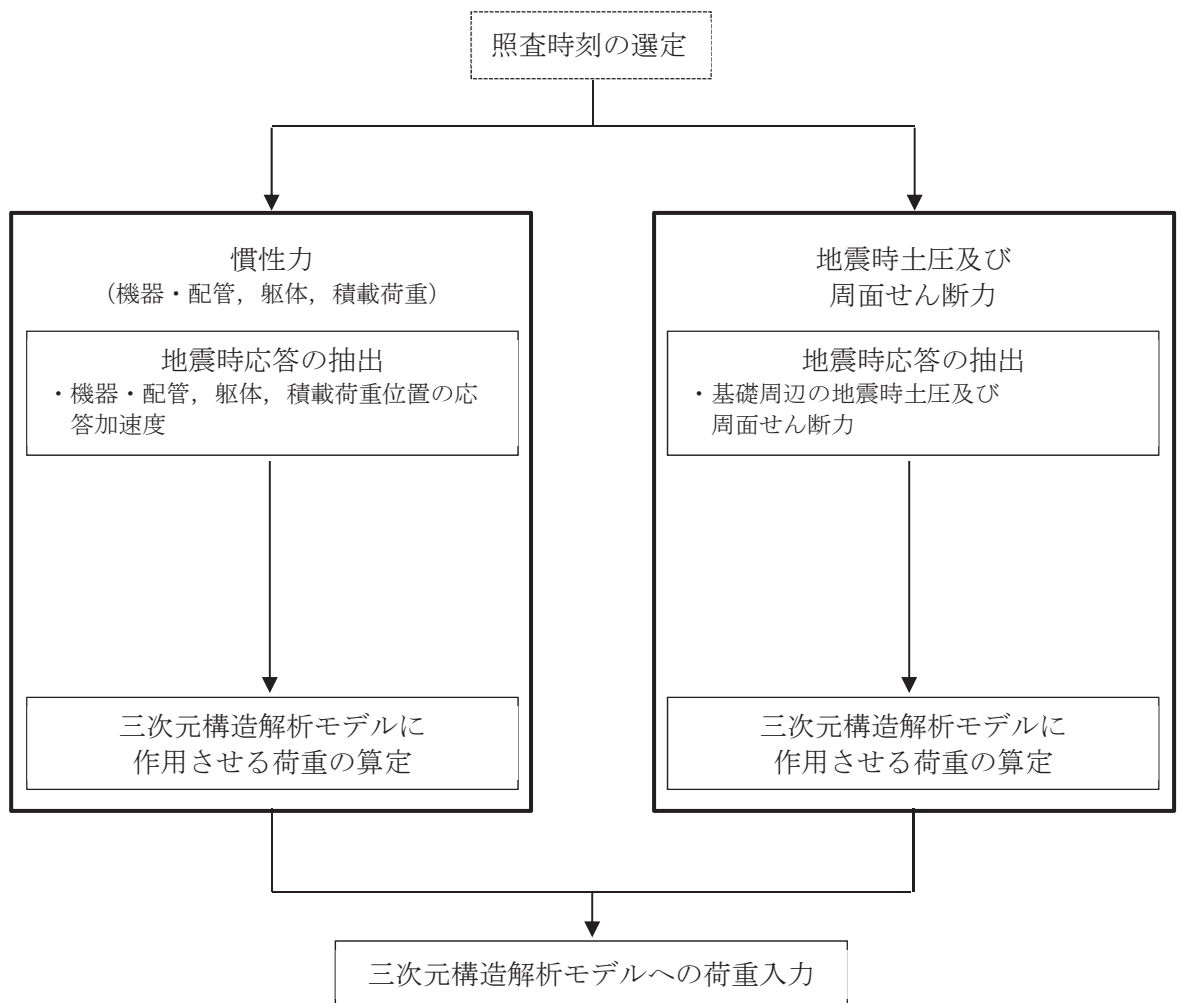 照査時刻の選定
慣性力
（機器・配管，躯体，積載荷重）
地震時応答の抽出
・機器・配管，躯体，積載荷重位置の応
答加速度
三次元構造解析モデルに
作用させる荷重の算定
地震時土圧及び
周面せん断力
地震時応答の抽出
・基礎周辺の地震時土圧及び
周面せん断力
三次元構造解析モデルに
作用させる荷重の算定
三次元構造解析モデルへの荷重入力